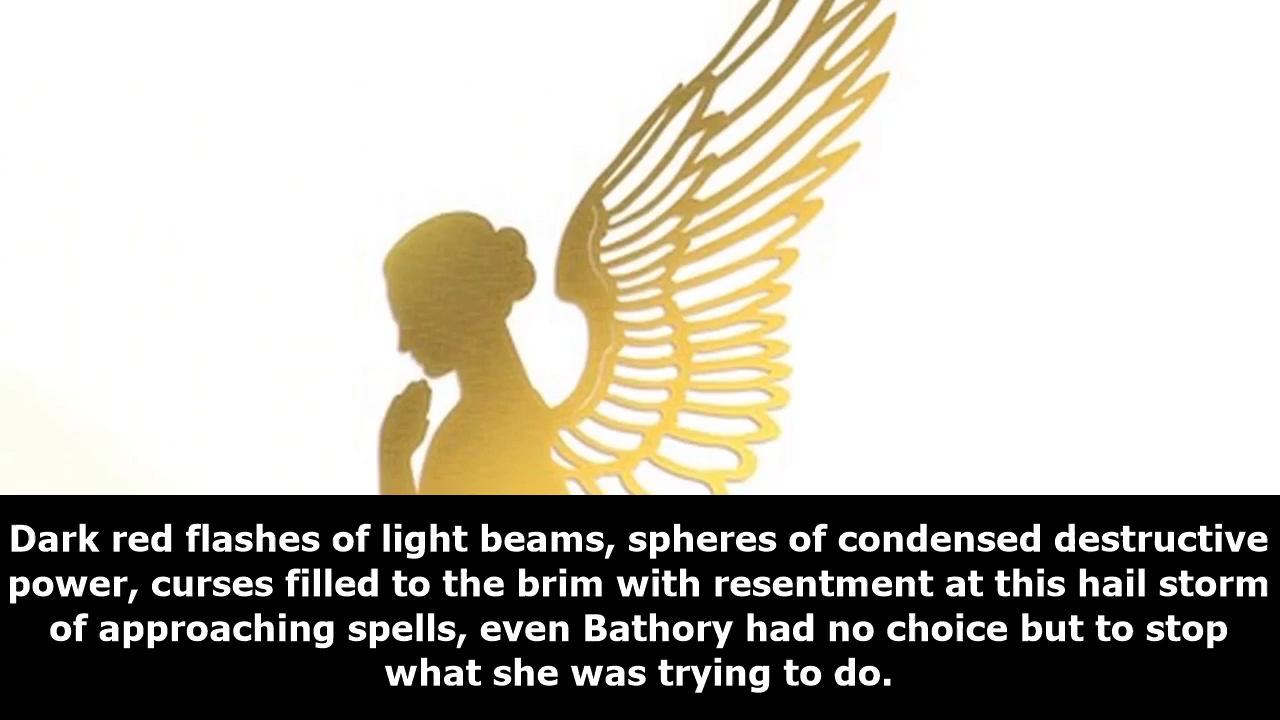 Dark red flashes of light beams, spheres of condensed destructive
power, curses filled to the brim with resentment at this hail storm
of approaching spells, even Bathory had no choice but to stop
what she was trying to do.